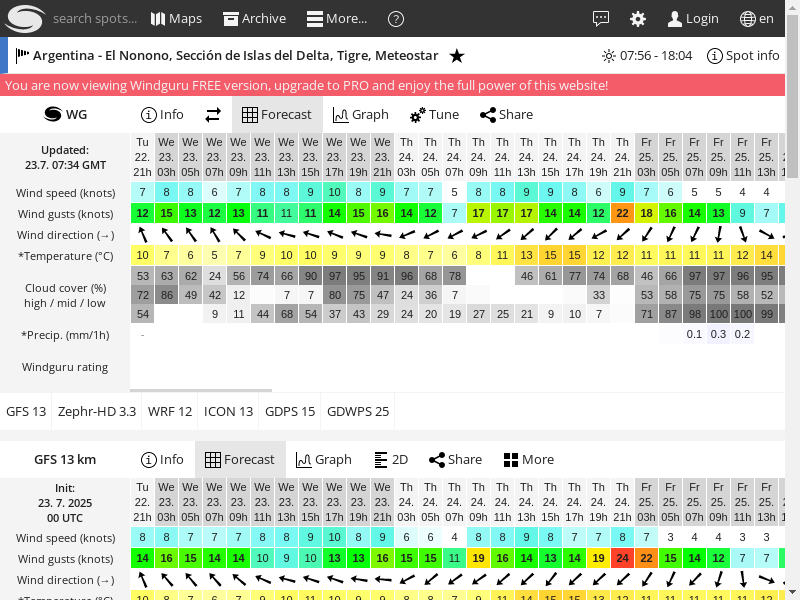 search spots... Maps Archive More... ? Login en
Argentina - El Nonono, Sección de Islas del Delta, Tigre, Meteostar ★ 07:56 - 18:04 Spot info
You are now viewing Windguru FREE version, upgrade to PRO and enjoy the full power of this website!
WG Info Forecast Graph Tune Share
Updated:
23.7. 07:34 GMT
Tu We We We We We We We We We We Th Th Th Th Th Th Th Th Th Th Fr Fr Fr Fr Fr Fr
22. 23. 23. 23. 23. 23. 23. 23. 23. 23. 23. 24. 24. 24. 24. 24. 24. 24. 24. 24. 24. 25. 25. 25. 25. 25. 25.
21h 03h 05h 07h 09h 11h 13h 15h 17h 19h 21h 03h 05h 07h 09h 11h 13h 15h 17h 19h 21h 03h 05h 07h 09h 11h 13h
Wind speed (knots) 7 8 8 6 7 8 8 9 10 8 9 7 7 5 8 8 9 9 8 6 9 7 6 5 5 4 4
Wind gusts (knots) 12 15 13 12 13 11 11 11 14 15 16 14 12 7 17 17 17 14 14 12 22 18 16 14 13 9 7
Wind direction (→)
*Temperature (°C) 10 7 6 5 7 9 10 10 9 9 9 8 7 6 8 11 13 15 15 12 12 11 11 11 11 12 14
Cloud cover (%)
high / mid / low
53 63 62 24 56 74 66 90 97 95 91 96 68 78 46 61 77 74 68 46 66 97 97 96 95
72 86 49 42 12 7 7 80 75 47 24 36 7 33 53 58 75 75 58 52
54 9 11 44 68 54 37 43 29 24 20 19 27 25 21 9 10 7 71 87 98 100 100 99
*Precip. (mm/1h) - 0.1 0.3 0.2
Windguru rating
GFS 13 Zephr-HD 3.3 WRF 12 ICON 13 GDPS 15 GDWPS 25
GFS 13 km Info Forecast Graph 2D Share More
Init:
23. 7. 2025
00 UTC
Tu We We We We We We We We We We Th Th Th Th Th Th Th Th Th Th Fr Fr Fr Fr Fr Fr
22. 23. 23. 23. 23. 23. 23. 23. 23. 23. 23. 24. 24. 24. 24. 24. 24. 24. 24. 24. 24. 25. 25. 25. 25. 25. 25.
21h 03h 05h 07h 09h 11h 13h 15h 17h 19h 21h 03h 05h 07h 09h 11h 13h 15h 17h 19h 21h 03h 05h 07h 09h 11h 13h
Wind speed (knots) 8 8 7 7 7 8 8 9 10 8 9 6 6 4 8 8 9 8 7 7 8 7 3 4 4 3 3
Wind gusts (knots) 14 16 15 14 14 10 9 10 13 13 16 15 15 11 19 16 14 13 14 19 24 22 15 14 12 7 7
Wind direction (→)